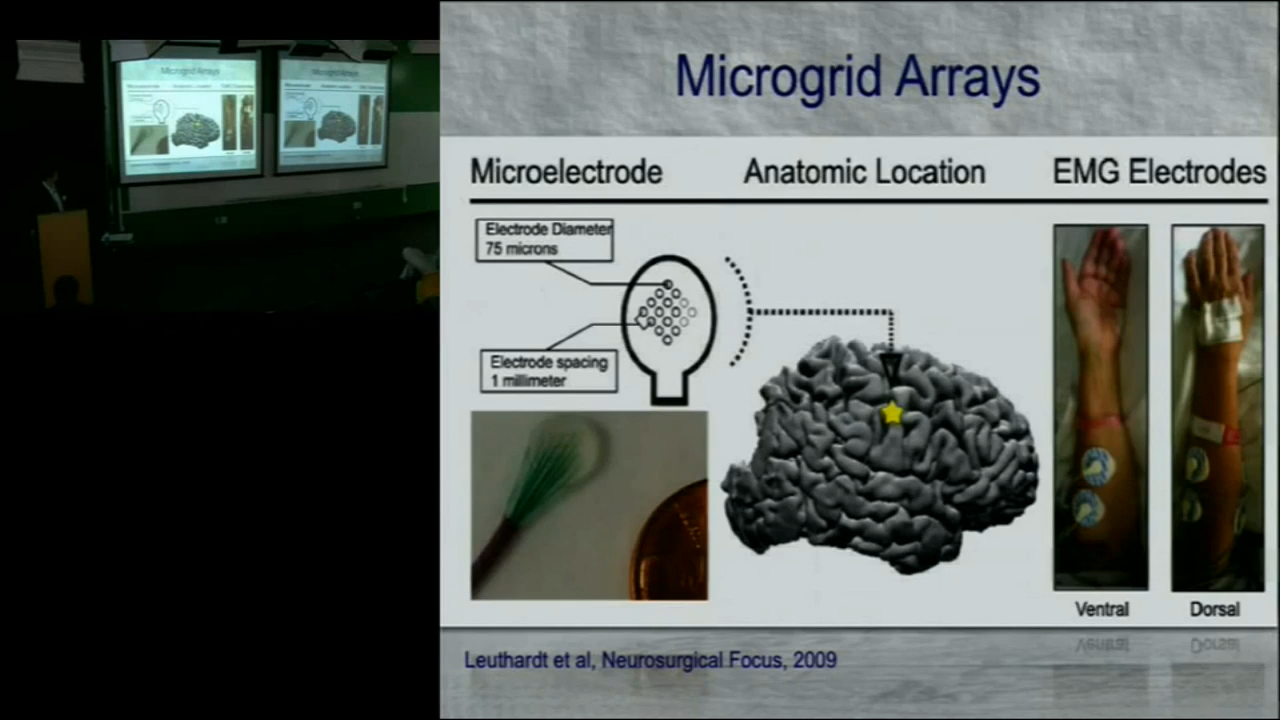 Microgrid Arrays
Microelectrode
Anatomic Location
EMG Electrodes
Electrode Diameter
75 microns
Electrode spacing
1 millimeter
Ventral
Dorsal
Leuthardt et al, Neurosurgical Focus, 2009